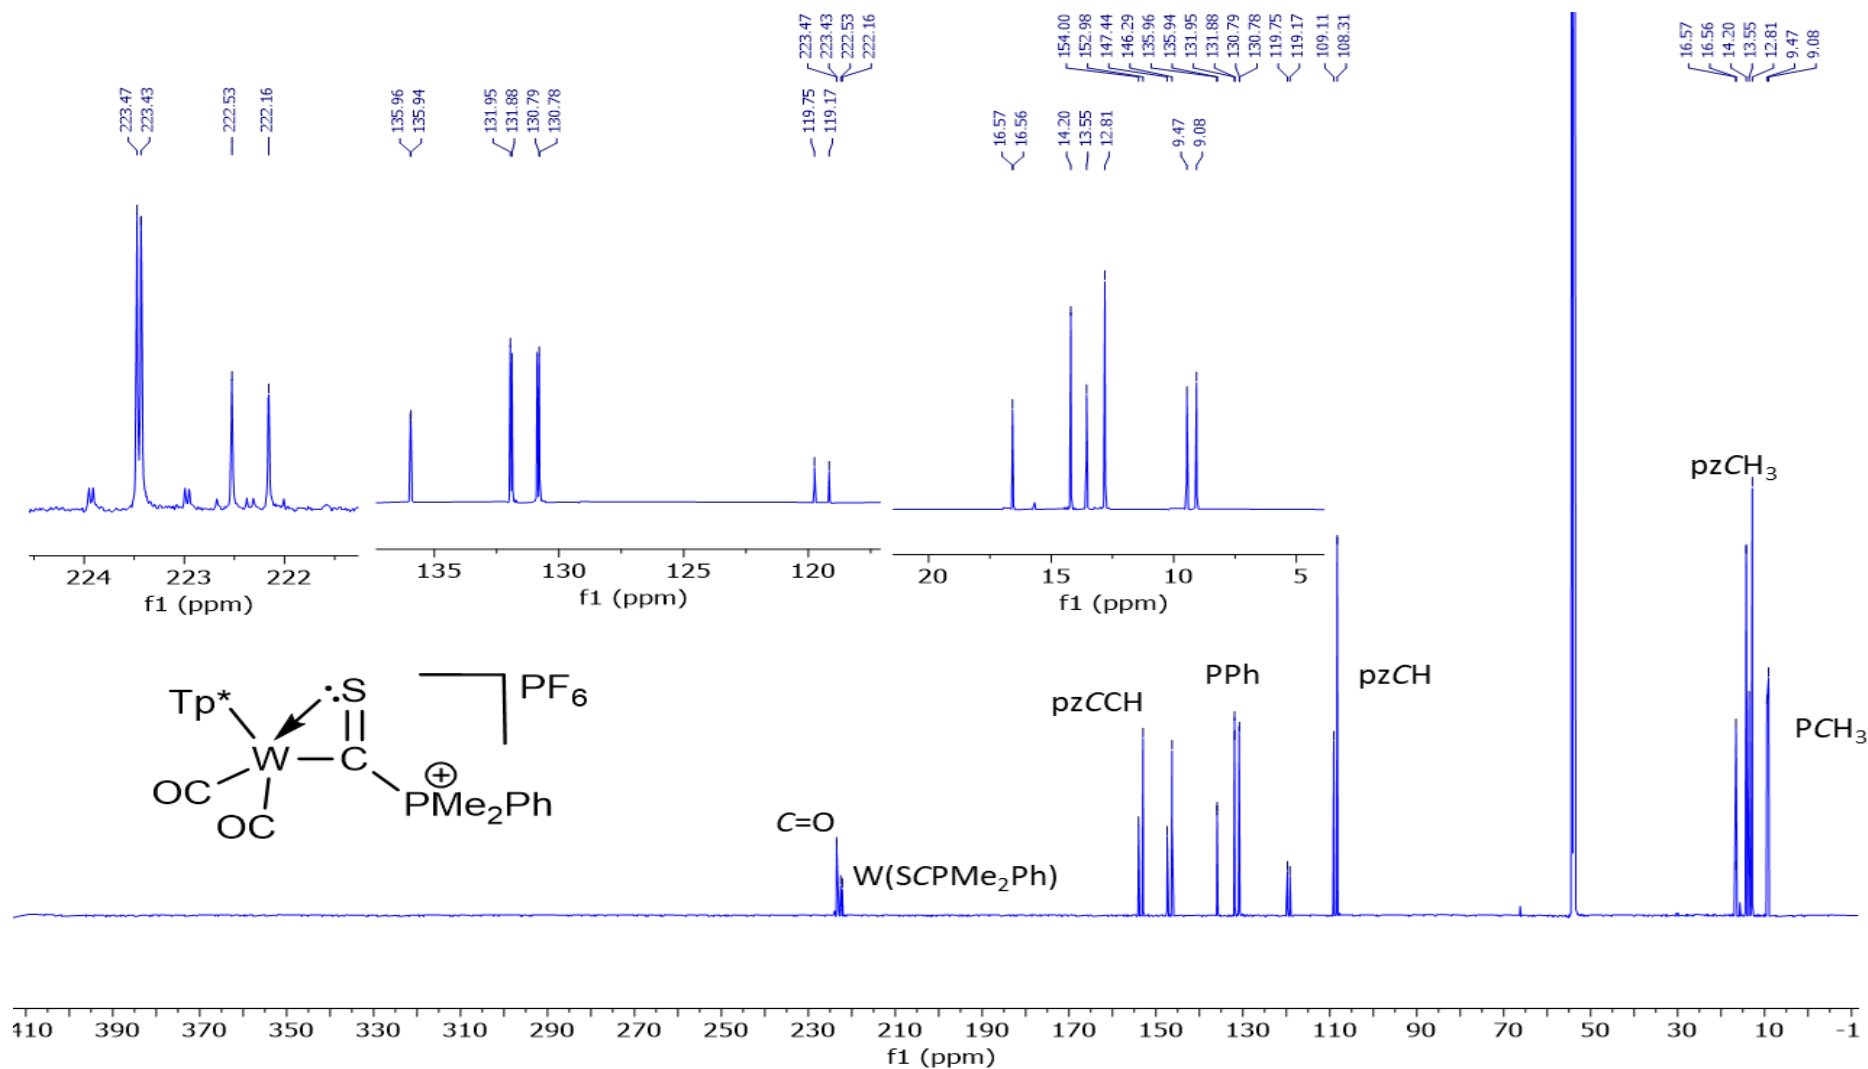 223.47
223.43
222.53
222.16
154.00
152.98
147.44
146.29
135.96
135.94
131.95
131.88
130.79
130.78
119.75
119.17
109.11
108.31
16.57
16.56
14.20
13.55
12.81
9.47
9.08
223.47
223.43
222.53
222.16
135.96
135.94
131.95
131.88
130.79
130.78
119.75
119.17
16.57
16.56
14.20
13.55
12.81
9.47
9.08
224 223 222
f1 (ppm)
135 130 125 120
f1 (ppm)
20 15 10 5
f1 (ppm)
pzCH3
PCH3
pzCH
PPh
pzCCH
C=O
W(SCPMe2Ph)
:S
PF6
Tp*
W
C
OC
OC
+
PMe2Ph
410 390 370 350 330 310 290 270 250 230 210 190 170 150 130 110 90 70 50 30 10 -1
f1 (ppm)